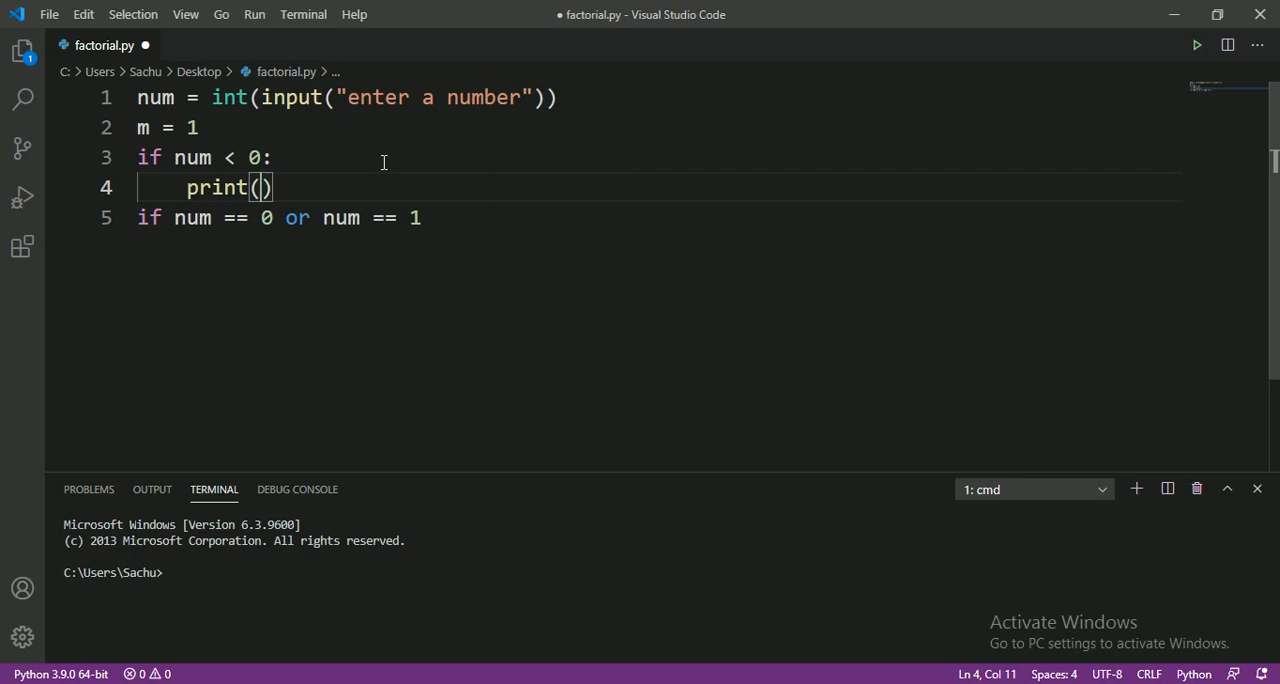 File Edit Selection View Go Run Terminal Help
● factorial.py - Visual Studio Code
factorial.py ●
1
C: > Users > Sachu > Desktop > factorial.py > ...
1 num = int(input("enter a number"))
2 m = 1
3 if num < 0:
4 print()
5 if num == 0 or num == 1
PROBLEMS OUTPUT TERMINAL DEBUG CONSOLE
1: cmd
Microsoft Windows [Version 6.3.9600]
(c) 2013 Microsoft Corporation. All rights reserved.
C:\Users\Sachu>
Activate Windows
Go to PC settings to activate Windows.
Python 3.9.0 64-bit 0 0 Ln 4, Col 11 Spaces: 4 UTF-8 CRLF Python